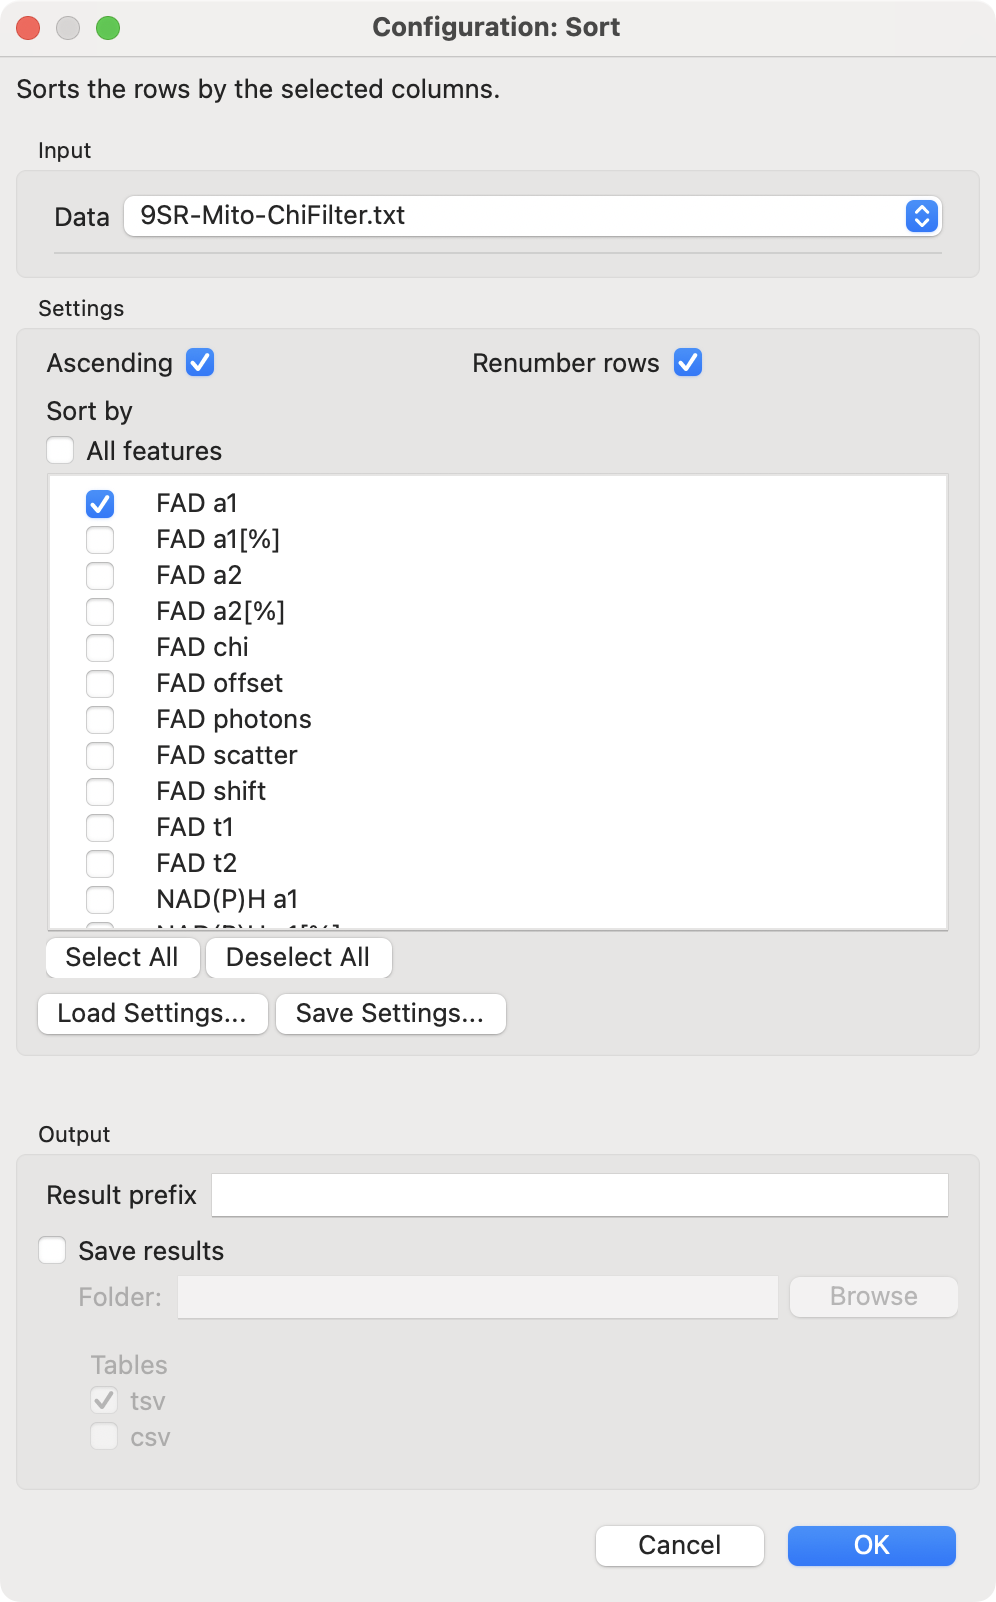 Configuration: Sort
Sorts the rows by the selected columns.
Input
Data 9SR-Mito-ChiFilter.txt
Settings
Ascending Renumber rows
Sort by
All features
FAD a1
FAD a1[%]
FAD a2
FAD a2[%]
FAD chi
FAD offset
FAD photons
FAD scatter
FAD shift
FAD t1
FAD t2
NAD(P)H a1
Select All Deselect All
Load Settings... Save Settings...
Output
Result prefix
Save results
Folder: Browse
Tables
tsv
csv
Cancel OK